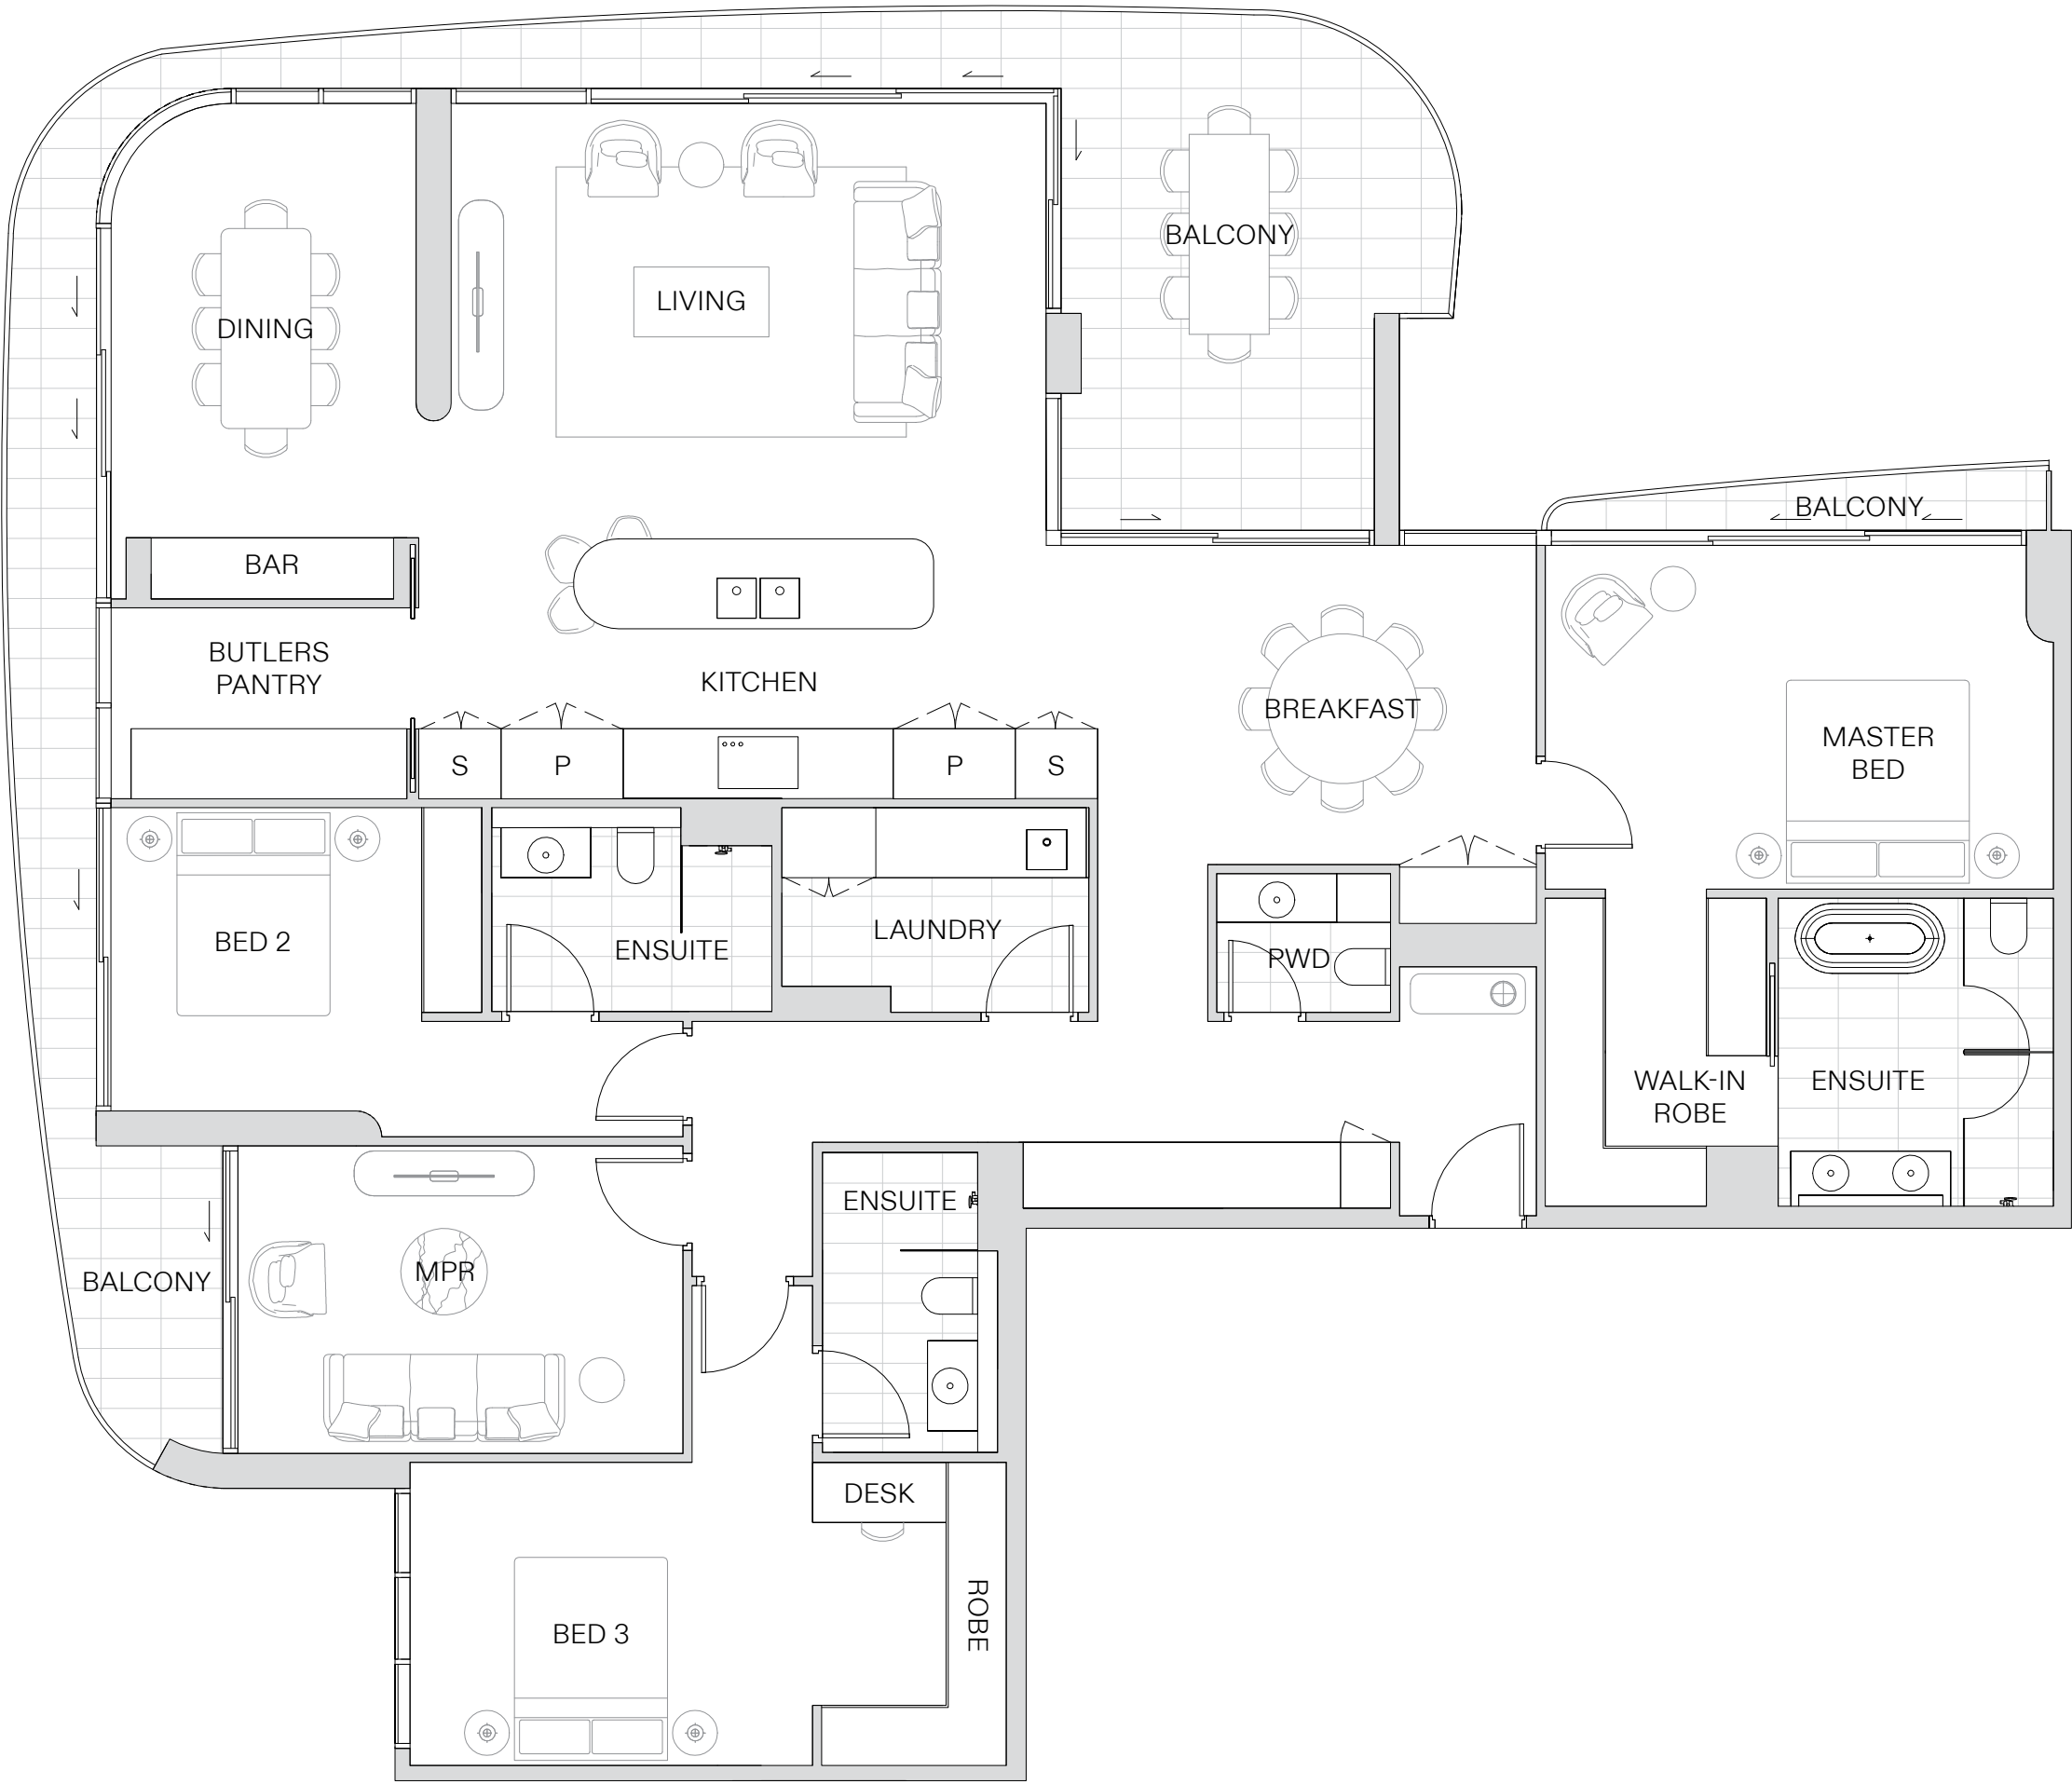 BALCONY
LIVING
DINING
BALCONY
BAR
BUTLERS
PANTRY
KITCHEN
BREAKFAST
MASTER
BED
S
P
P
S
BED 2
ENSUITE
LAUNDRY
PWD
WALK-IN
ROBE
ENSUITE
ENSUITE
BALCONY
MPR
DESK
ROBE
BED 3